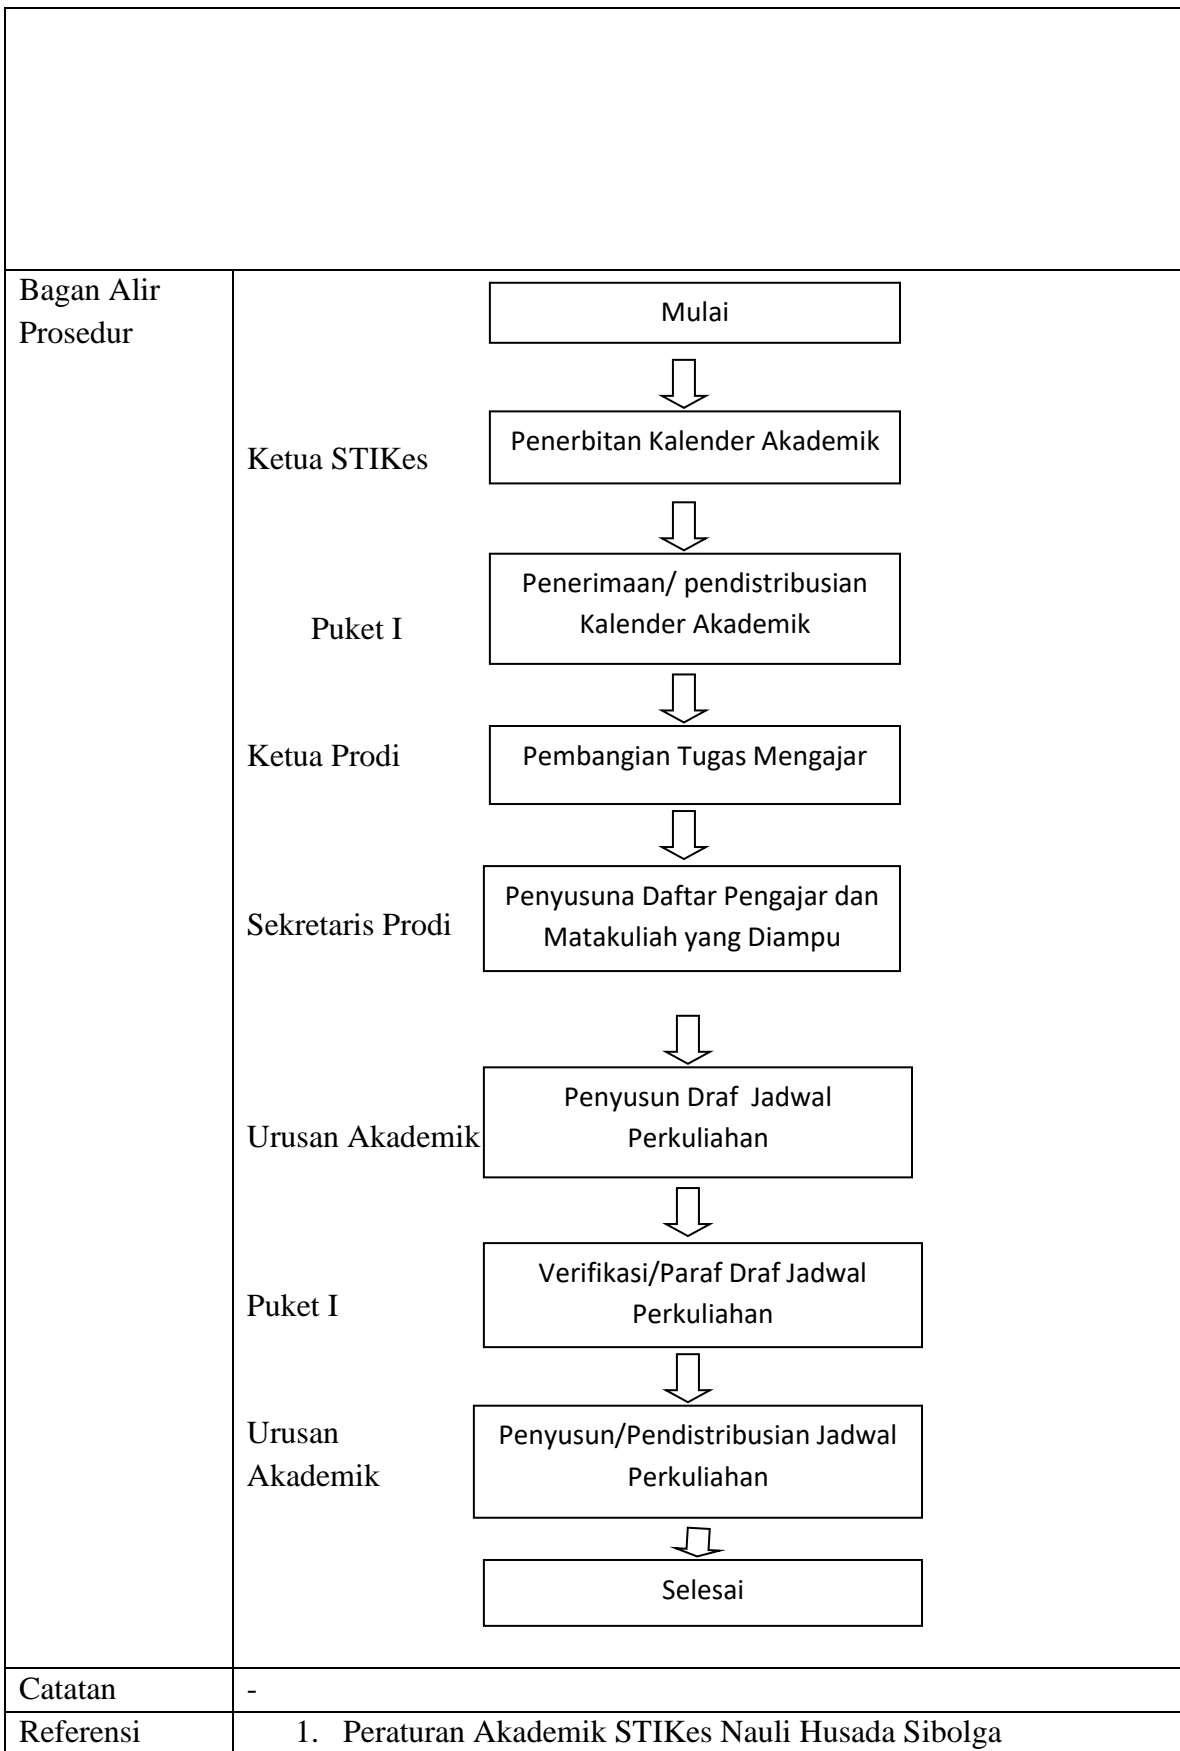 Bagan Alir
Prosedur
Mulai
Ketua STIKes
Penerbitan Kalender Akademik
Puket I
Penerimaan/ pendistribusian
Kalender Akademik
Ketua Prodi
Pembangian Tugas Mengajar
Sekretaris Prodi
Penyusuna Daftar Pengajar dan
Matakuliah yang Diampu
Urusan Akademik
Penyusun Draf  Jadwal
Perkuliahan
Puket I
Verifikasi/Paraf Draf Jadwal
Perkuliahan
Urusan
Akademik
Penyusun/Pendistribusian Jadwal
Perkuliahan
Selesai
Catatan
-
Referensi
1. Peraturan Akademik STIKes Nauli Husada Sibolga